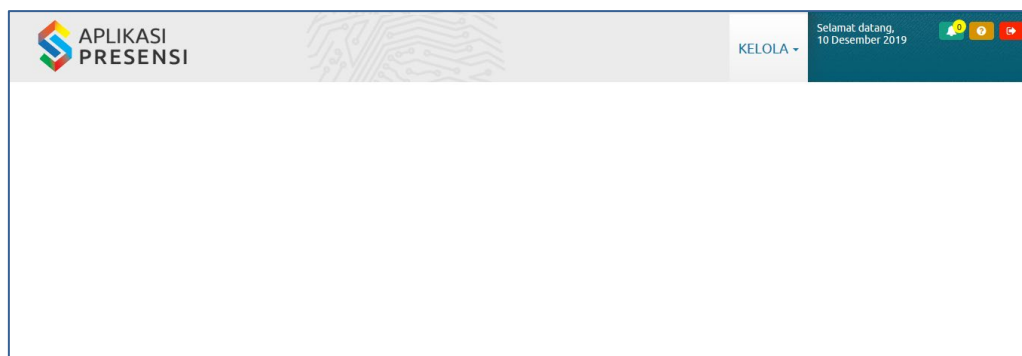 APLIKASI
PRESENSI
KELOLA
Selamat datang,
10 Desember 2019
0
?